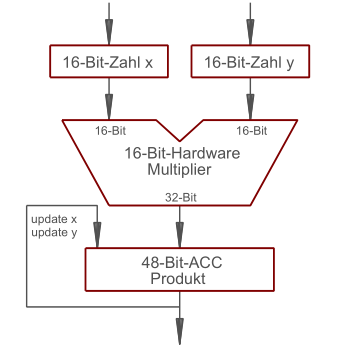 16-Bit-Zahl x
16-Bit-Zahl y
16-Bit
16-Bit
16-Bit-Hardware
Multiplier
32-Bit
update x
update y
48-Bit-ACC
Produkt